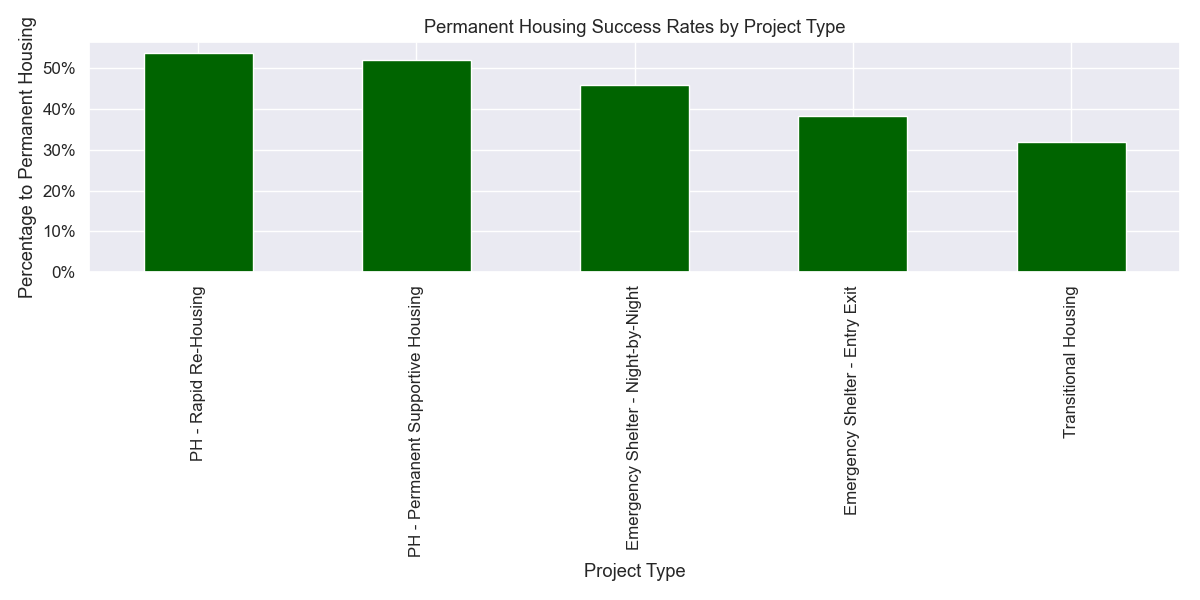 Permanent Housing Success Rates by Project Type
Percentage to Permanent Housing
50%
40%
30%
20%
10%
0%
PH - Rapid Re-Housing
PH - Permanent Supportive Housing
Emergency Shelter - Night-by-Night
Emergency Shelter - Entry Exit
Transitional Housing
Project Type